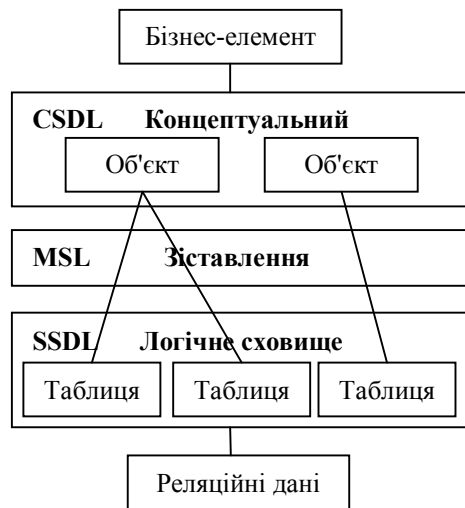 Бізнес-елемент
CSDL Концептуальний
Об'єкт Об'єкт
MSL Зіставлення
SSDL Логічне сховище
Таблиця Таблиця Таблиця
Реляційні дані